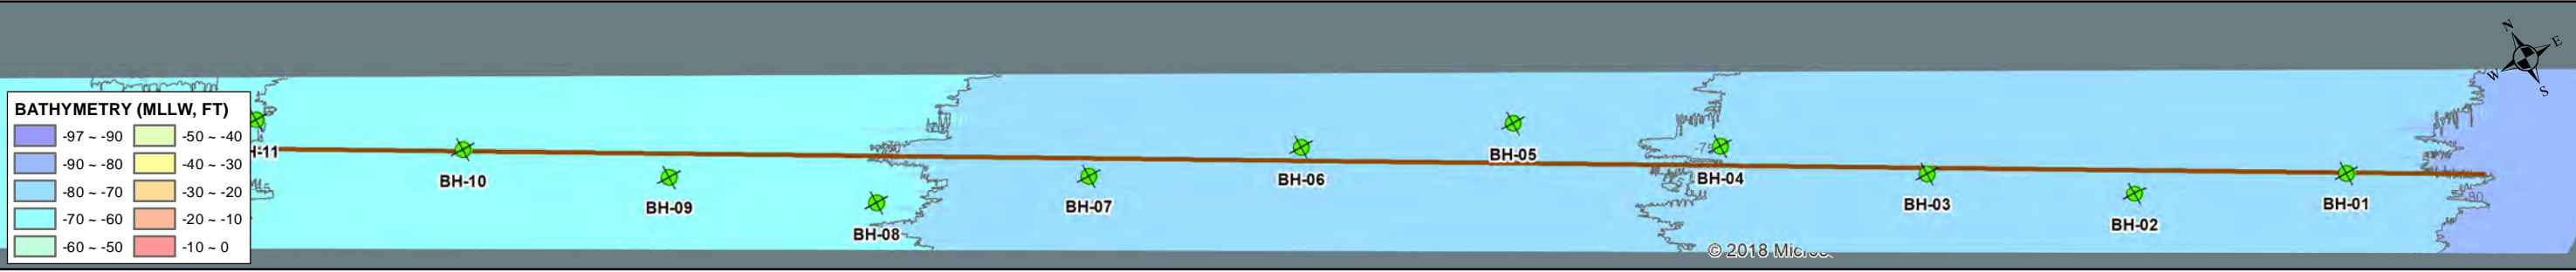 N
E
W
S
BATHYMETRY (MLLW, FT)
-97 ~ -90 -50 ~ -40
-90 ~ -80 -40 ~ -30
-80 ~ -70 -30 ~ -20
-70 ~ -60 -20 ~ -10
-60 ~ -50 -10 ~ 0
H-11
BH-10
BH-09
BH-08
BH-07
BH-06
BH-05
BH-04
BH-03
BH-02
BH-01
-80
© 2018